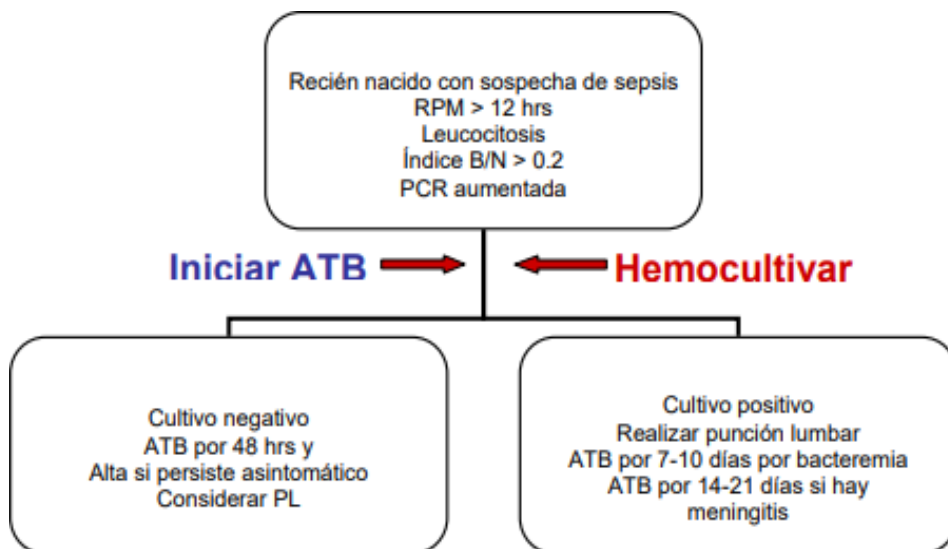 Recién nacido con sospecha de sepsis
RPM > 12 hrs
Leucocitosis
Índice B/N > 0.2
PCR aumentada
Iniciar ATB
Hemocultivar
Cultivo negativo
ATB por 48 hrs y
Alta si persiste asintomático
Considerar PL
Cultivo positivo
Realizar punción lumbar
ATB por 7-10 días por bacteremia
ATB por 14-21 días si hay
meningitis